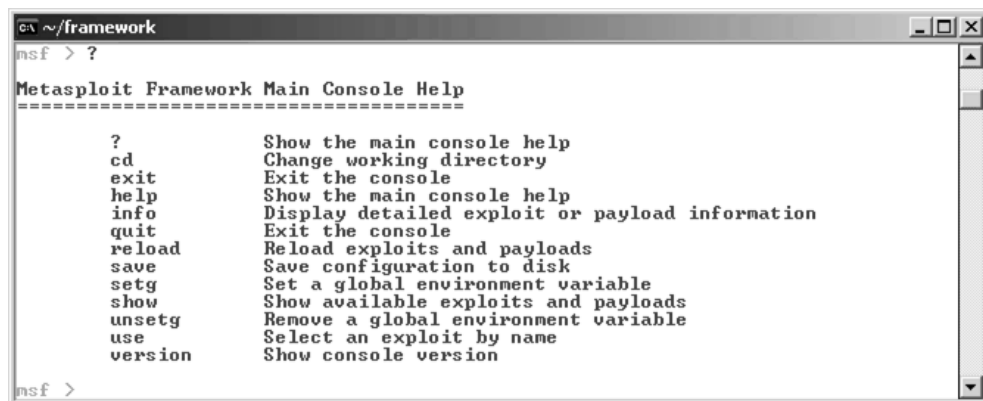 ~/framework
msf > ?
Metasploit Framework Main Console Help
======================================
? Show the main console help
cd Change working directory
exit Exit the console
help Show the main console help
info Display detailed exploit or payload information
quit Exit the console
reload Reload exploits and payloads
save Save configuration to disk
setg Set a global environment variable
show Show available exploits and payloads
unsetg Remove a global environment variable
use Select an exploit by name
version Show console version
msf >